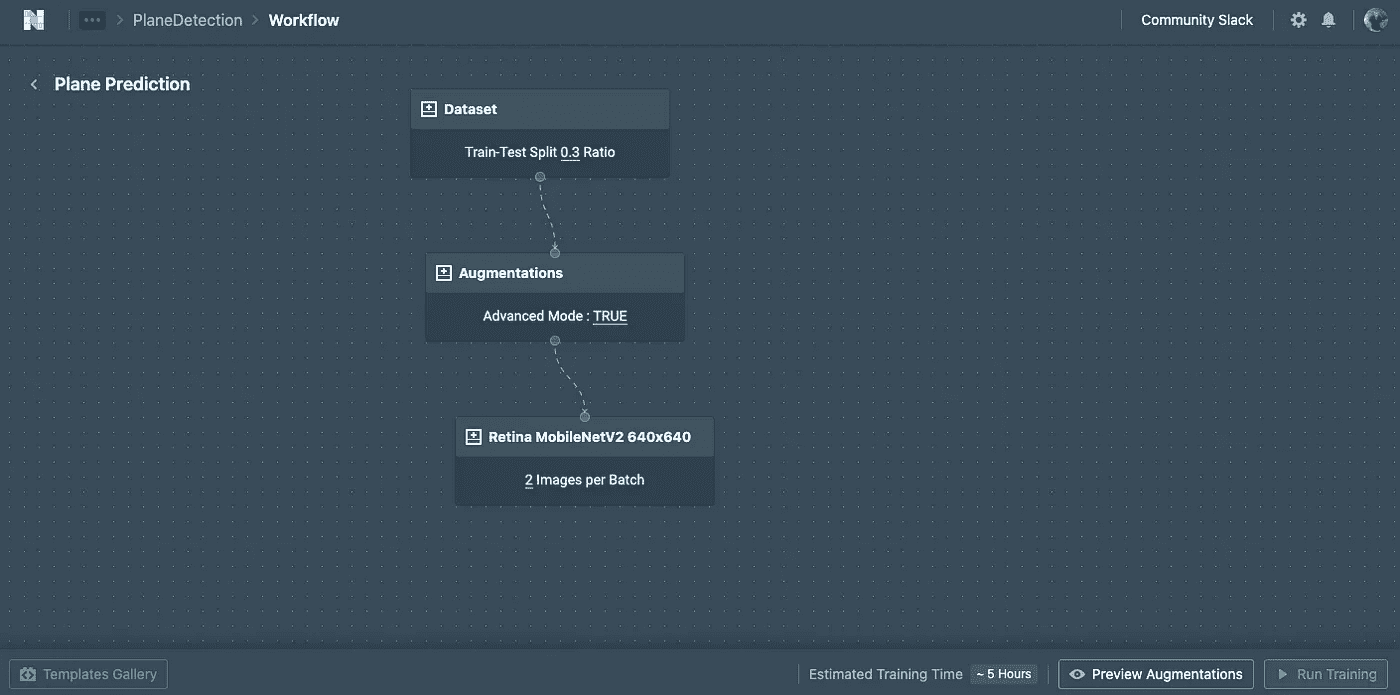 PlaneDetection > Workflow
Community Slack
< Plane Prediction
Dataset
Train-Test Split 0.3 Ratio
Augmentations
Advanced Mode : TRUE
Retina MobileNetV2 640x640
2 Images per Batch
Templates Gallery
Estimated Training Time ~ 5 Hours
Preview Augmentations
Run Training